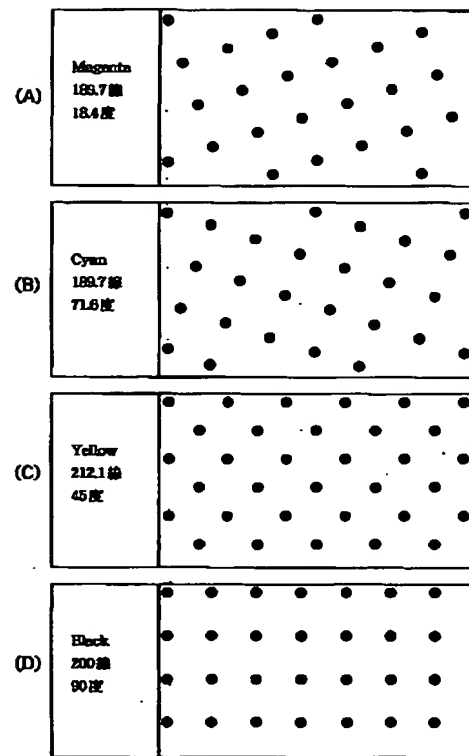 (A)
Magenta
189.7線
18.4度
(B)
Cyan
189.7線
71.6度
(C)
Yellow
212.1線
45度
(D)
Black
200線
90度